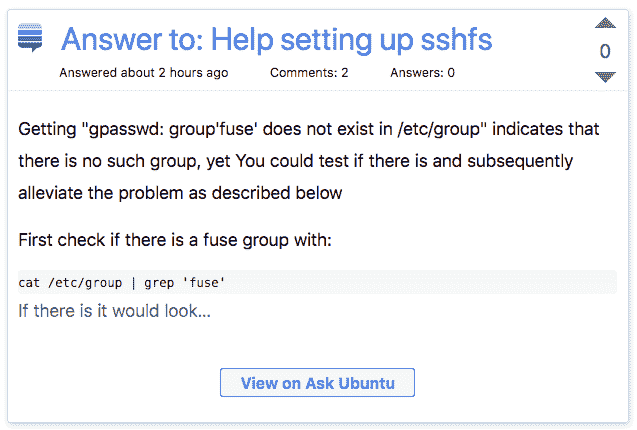 Answer to: Help setting up sshfs
0
Answered about 2 hours ago Comments: 2 Answers: 0
Getting "gpasswd: group'fuse' does not exist in /etc/group" indicates that
there is no such group, yet You could test if there is and subsequently
alleviate the problem as described below
First check if there is a fuse group with:
cat /etc/group | grep 'fuse'
If there is it would look...
View on Ask Ubuntu